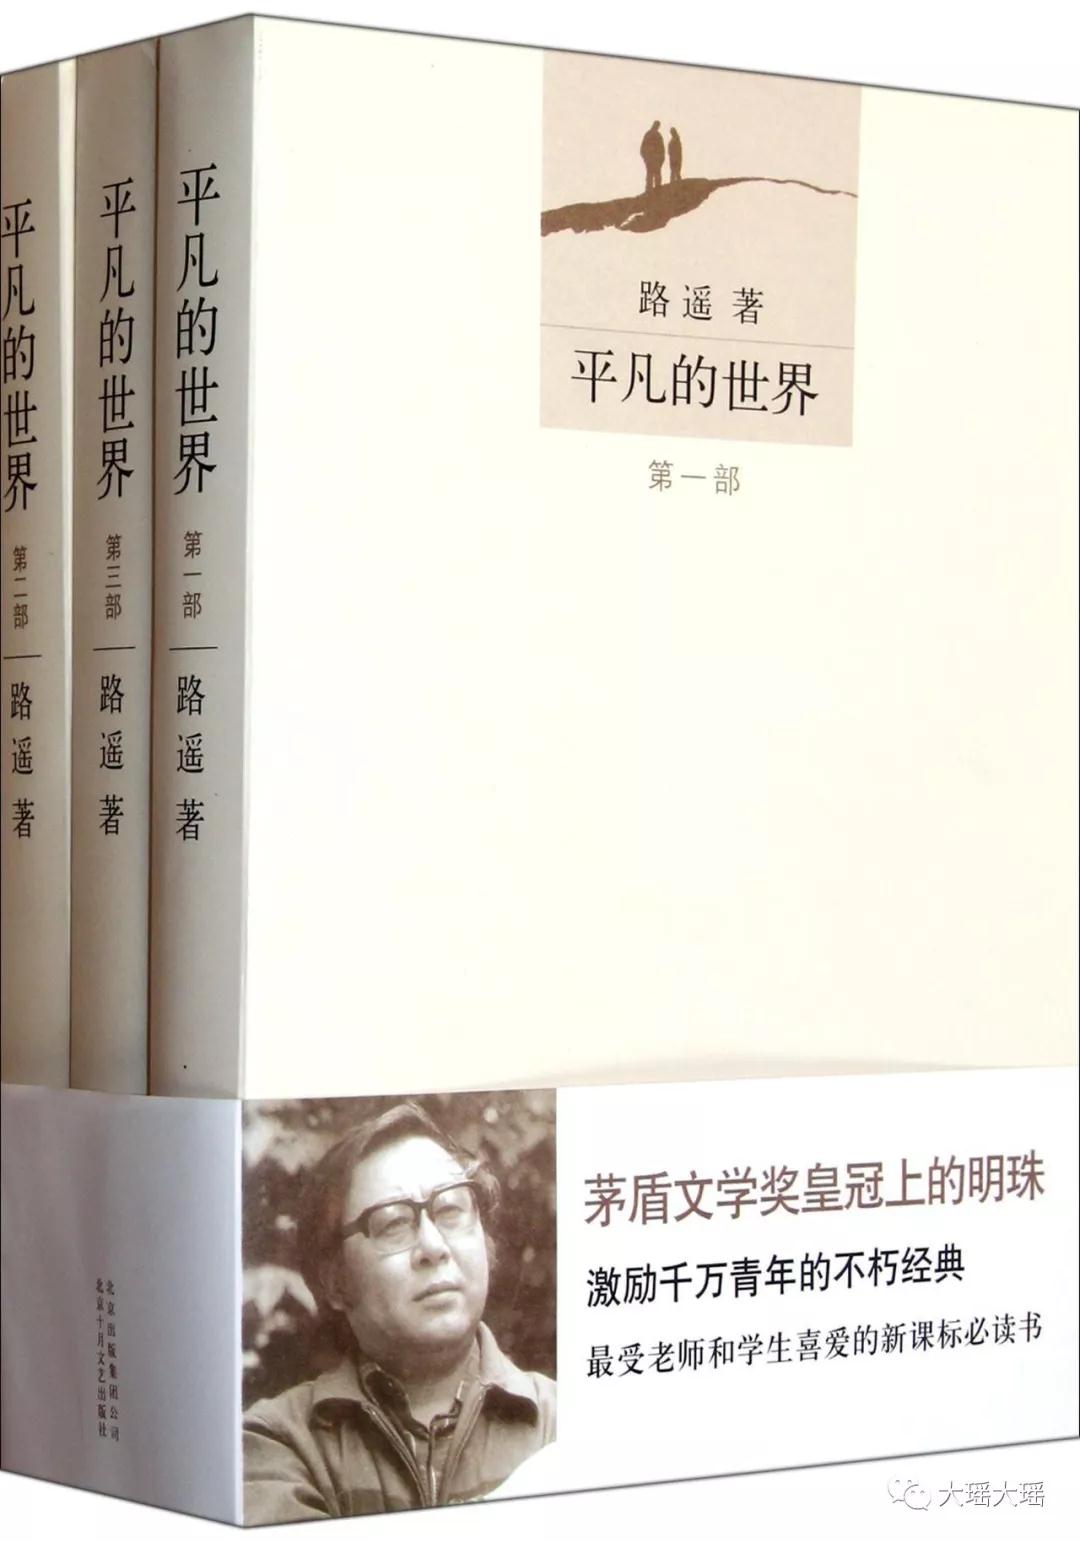 平凡的世界
第二部
路遥 著
平凡的世界
第三部
路遥 著
平凡的世界
第一部
路遥 著
路遥 著
平凡的世界
第一部
茅盾文学奖皇冠上的明珠
激励千万青年的不朽经典
最受老师和学生喜爱的新课标必读书
北京出版集团公司
北京十月文艺出版社
大瑶大瑶